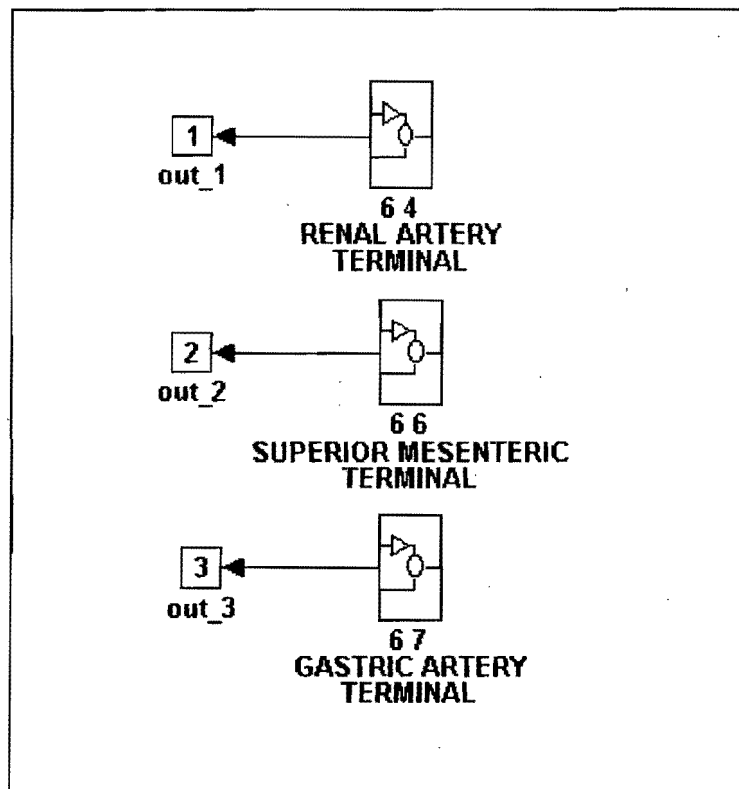 1
out_1
6 4
RENAL ARTERY
TERMINAL
2
out_2
6 6
SUPERIOR MESENTERIC
TERMINAL
3
out_3
6 7
GASTRIC ARTERY
TERMINAL